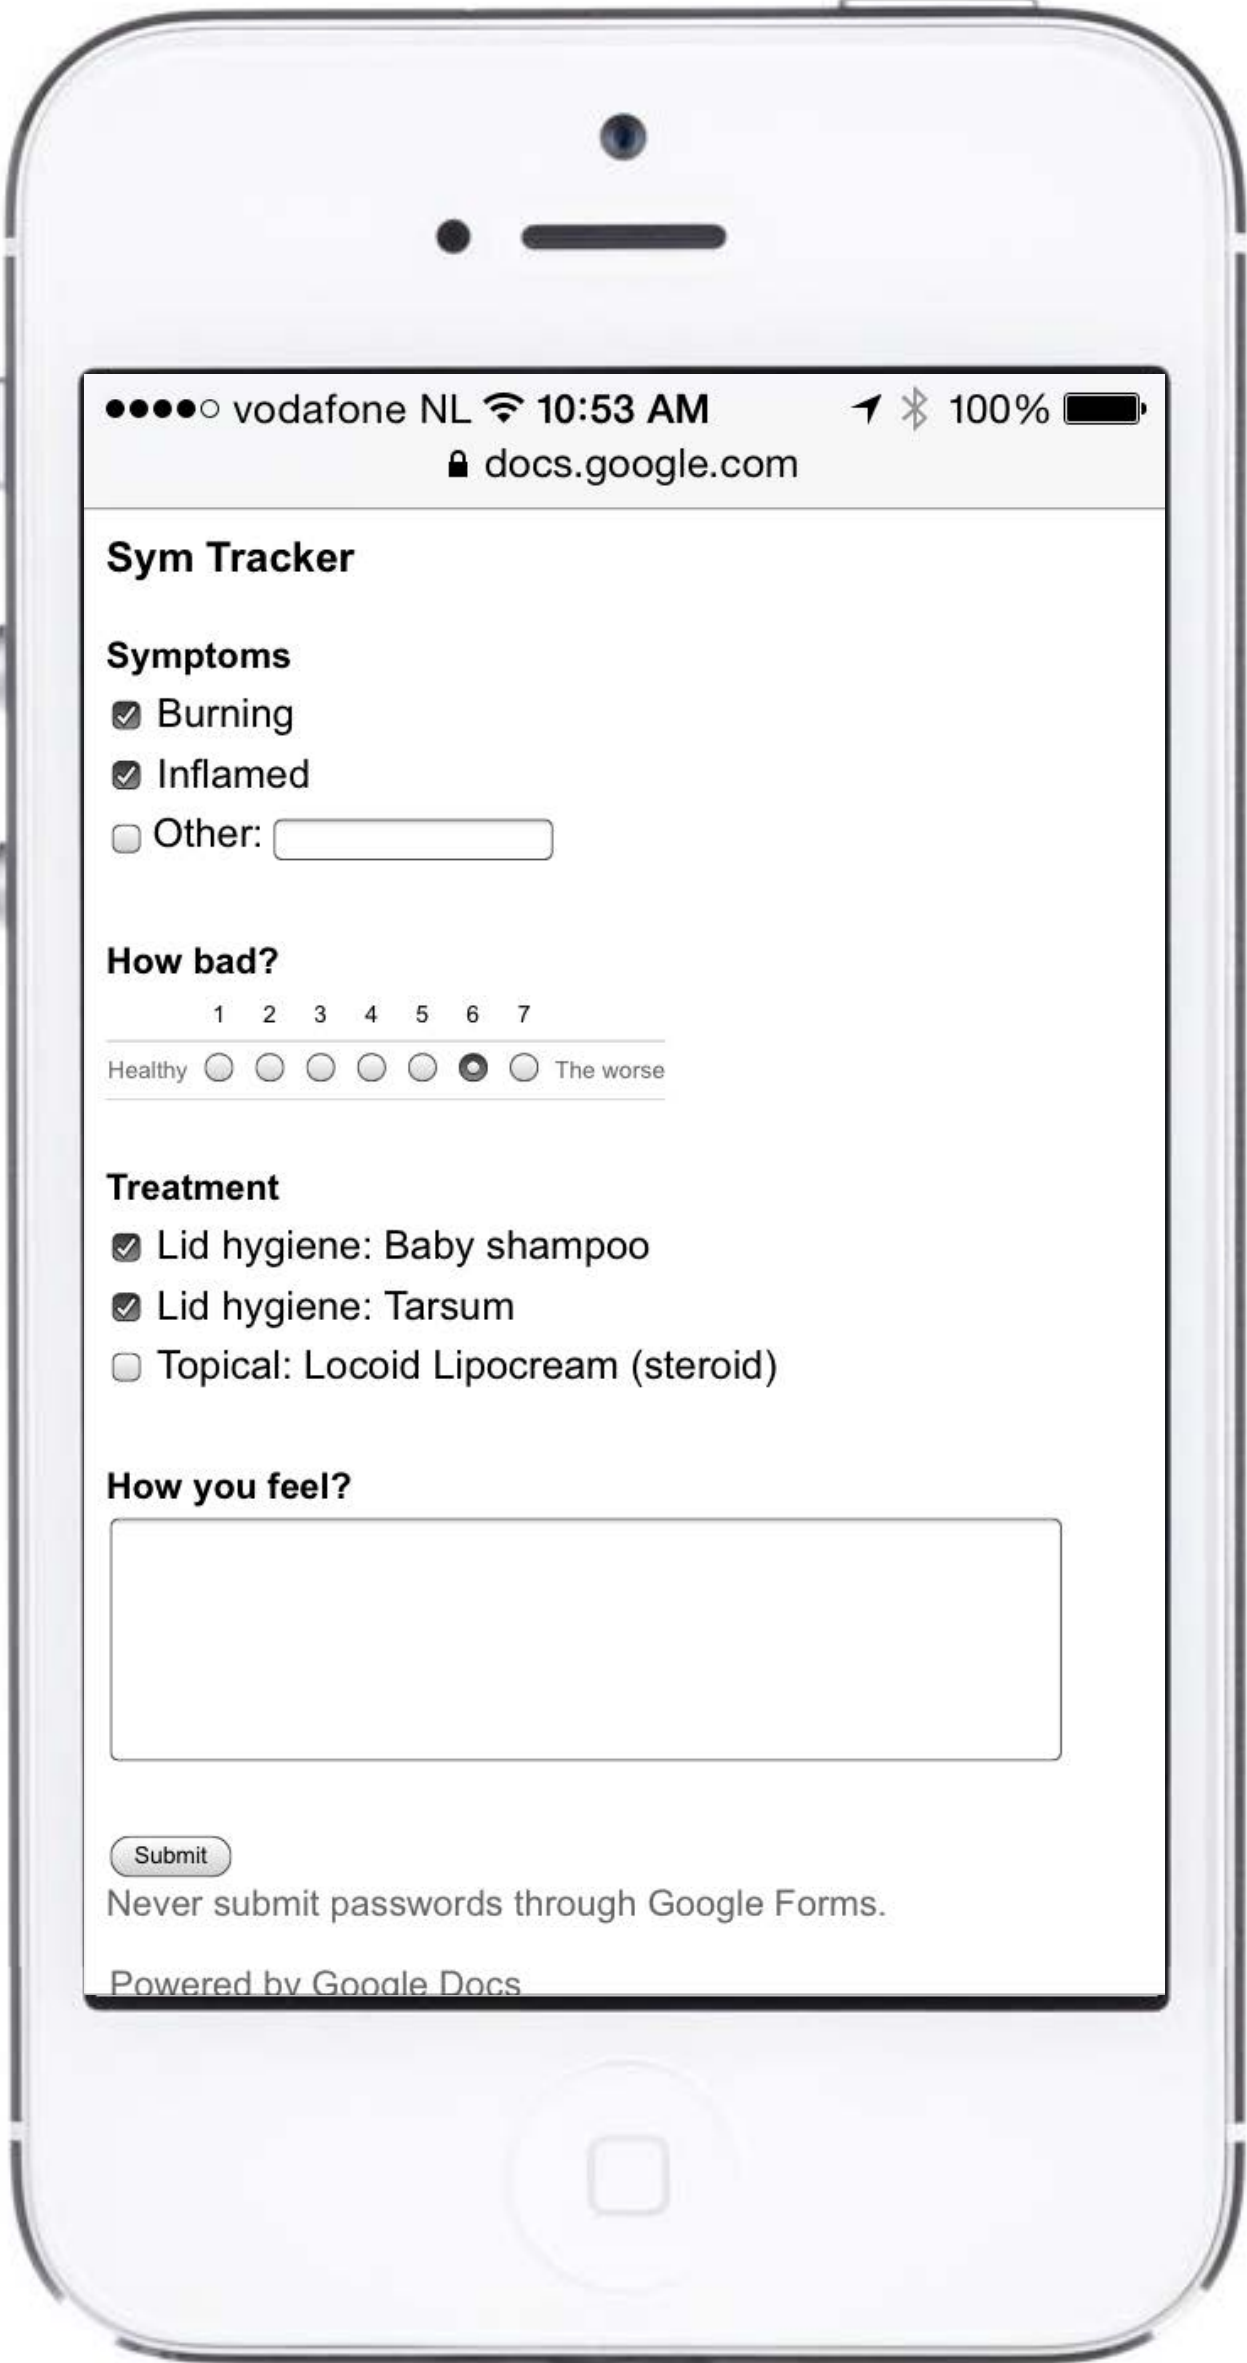 vodafone NL 10:53 AM 100%
docs.google.com
Sym Tracker
Symptoms
Burning
Inflamed
Other:
How bad?
1 2 3 4 5 6 7
Healthy The worse
Treatment
Lid hygiene: Baby shampoo
Lid hygiene: Tarsum
Topical: Locoid Lipocream (steroid)
How you feel?
Submit
Never submit passwords through Google Forms.
Powered by Google Docs